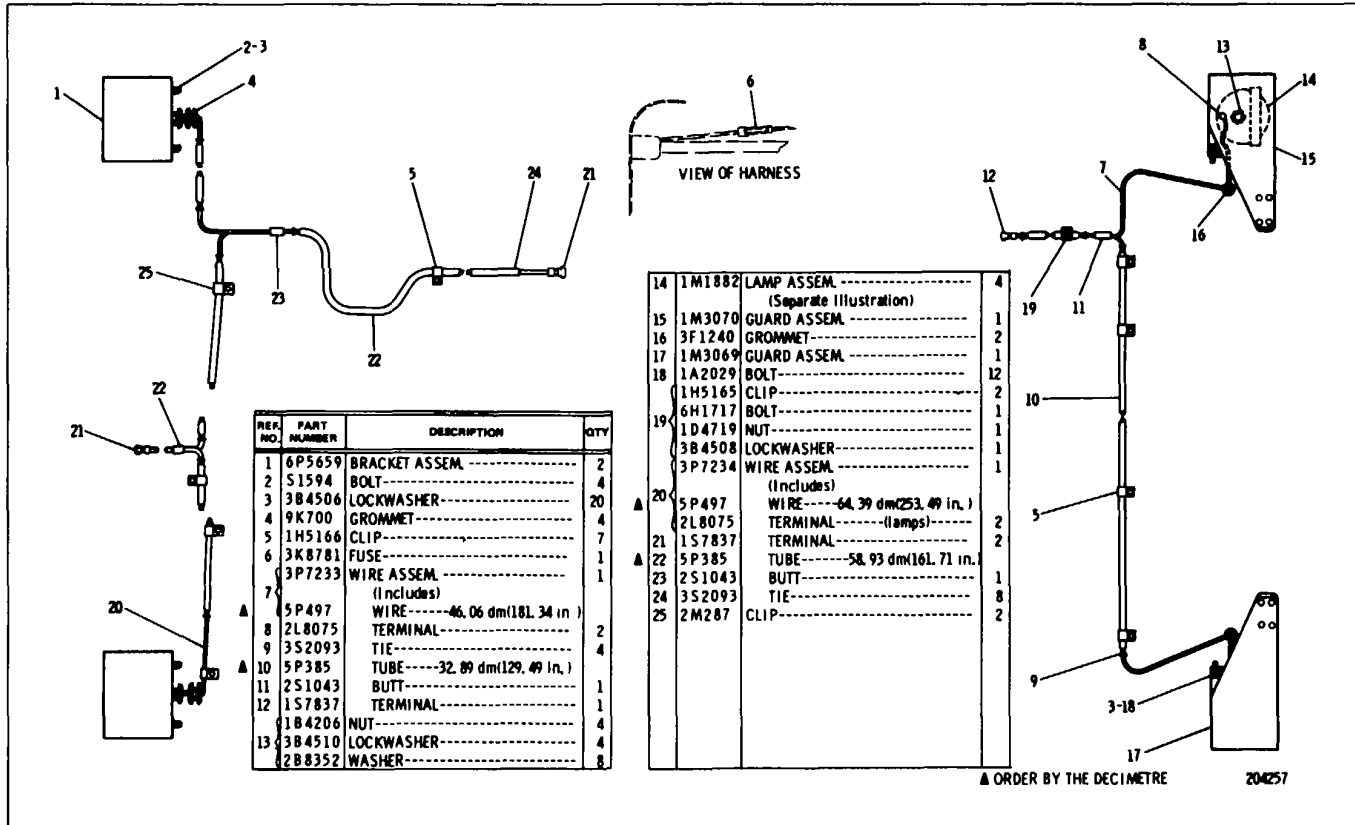 2-3
4
1
25
23
5
24
21
22
22
21
20
6
VIEW OF HARNESS
8
13
14
15
7
16
12
19
11
10
5
9
3-18
17
REF. NO. PART NUMBER DESCRIPTION QTY
1 6P5659 BRACKET ASSEM. 2
2 S1594 BOLT 4
3 3B4506 LOCKWASHER 20
4 9K700 GROMMET 4
5 1H5166 CLIP 7
6 3K8781 FUSE 1
7 3P7233 WIRE ASSEM. 1
(Includes)
▲ 5P497 WIRE-----46.06 dm(181.34 in )
8 2L8075 TERMINAL 2
9 3S2093 TIE 4
▲ 10 5P385 TUBE-----32.89 dm(129.49 in.)
11 2S1043 BUTT 1
12 1S7837 TERMINAL 1
13 1B4206 NUT 4
3B4510 LOCKWASHER 4
2B8352 WASHER 8
14 1M1882 LAMP ASSEM. 4
(Separate Illustration)
15 1M3070 GUARD ASSEM. 1
16 3F1240 GROMMET 2
17 1M3069 GUARD ASSEM. 1
18 1A2029 BOLT 12
19 1H5165 CLIP 2
6H1717 BOLT 1
1D4719 NUT 1
3B4508 LOCKWASHER 1
20 3P7234 WIRE ASSEM. 1
(Includes)
▲ 5P497 WIRE-----64.39 dm(253.49 in.)
2L8075 TERMINAL-----(lamps)----- 2
21 1S7837 TERMINAL 2
▲ 22 5P385 TUBE-----58.93 dm(161.71 in.)
23 2S1043 BUTT 1
24 3S2093 TIE 8
25 2M287 CLIP 2
▲ ORDER BY THE DECIMETRE 204257